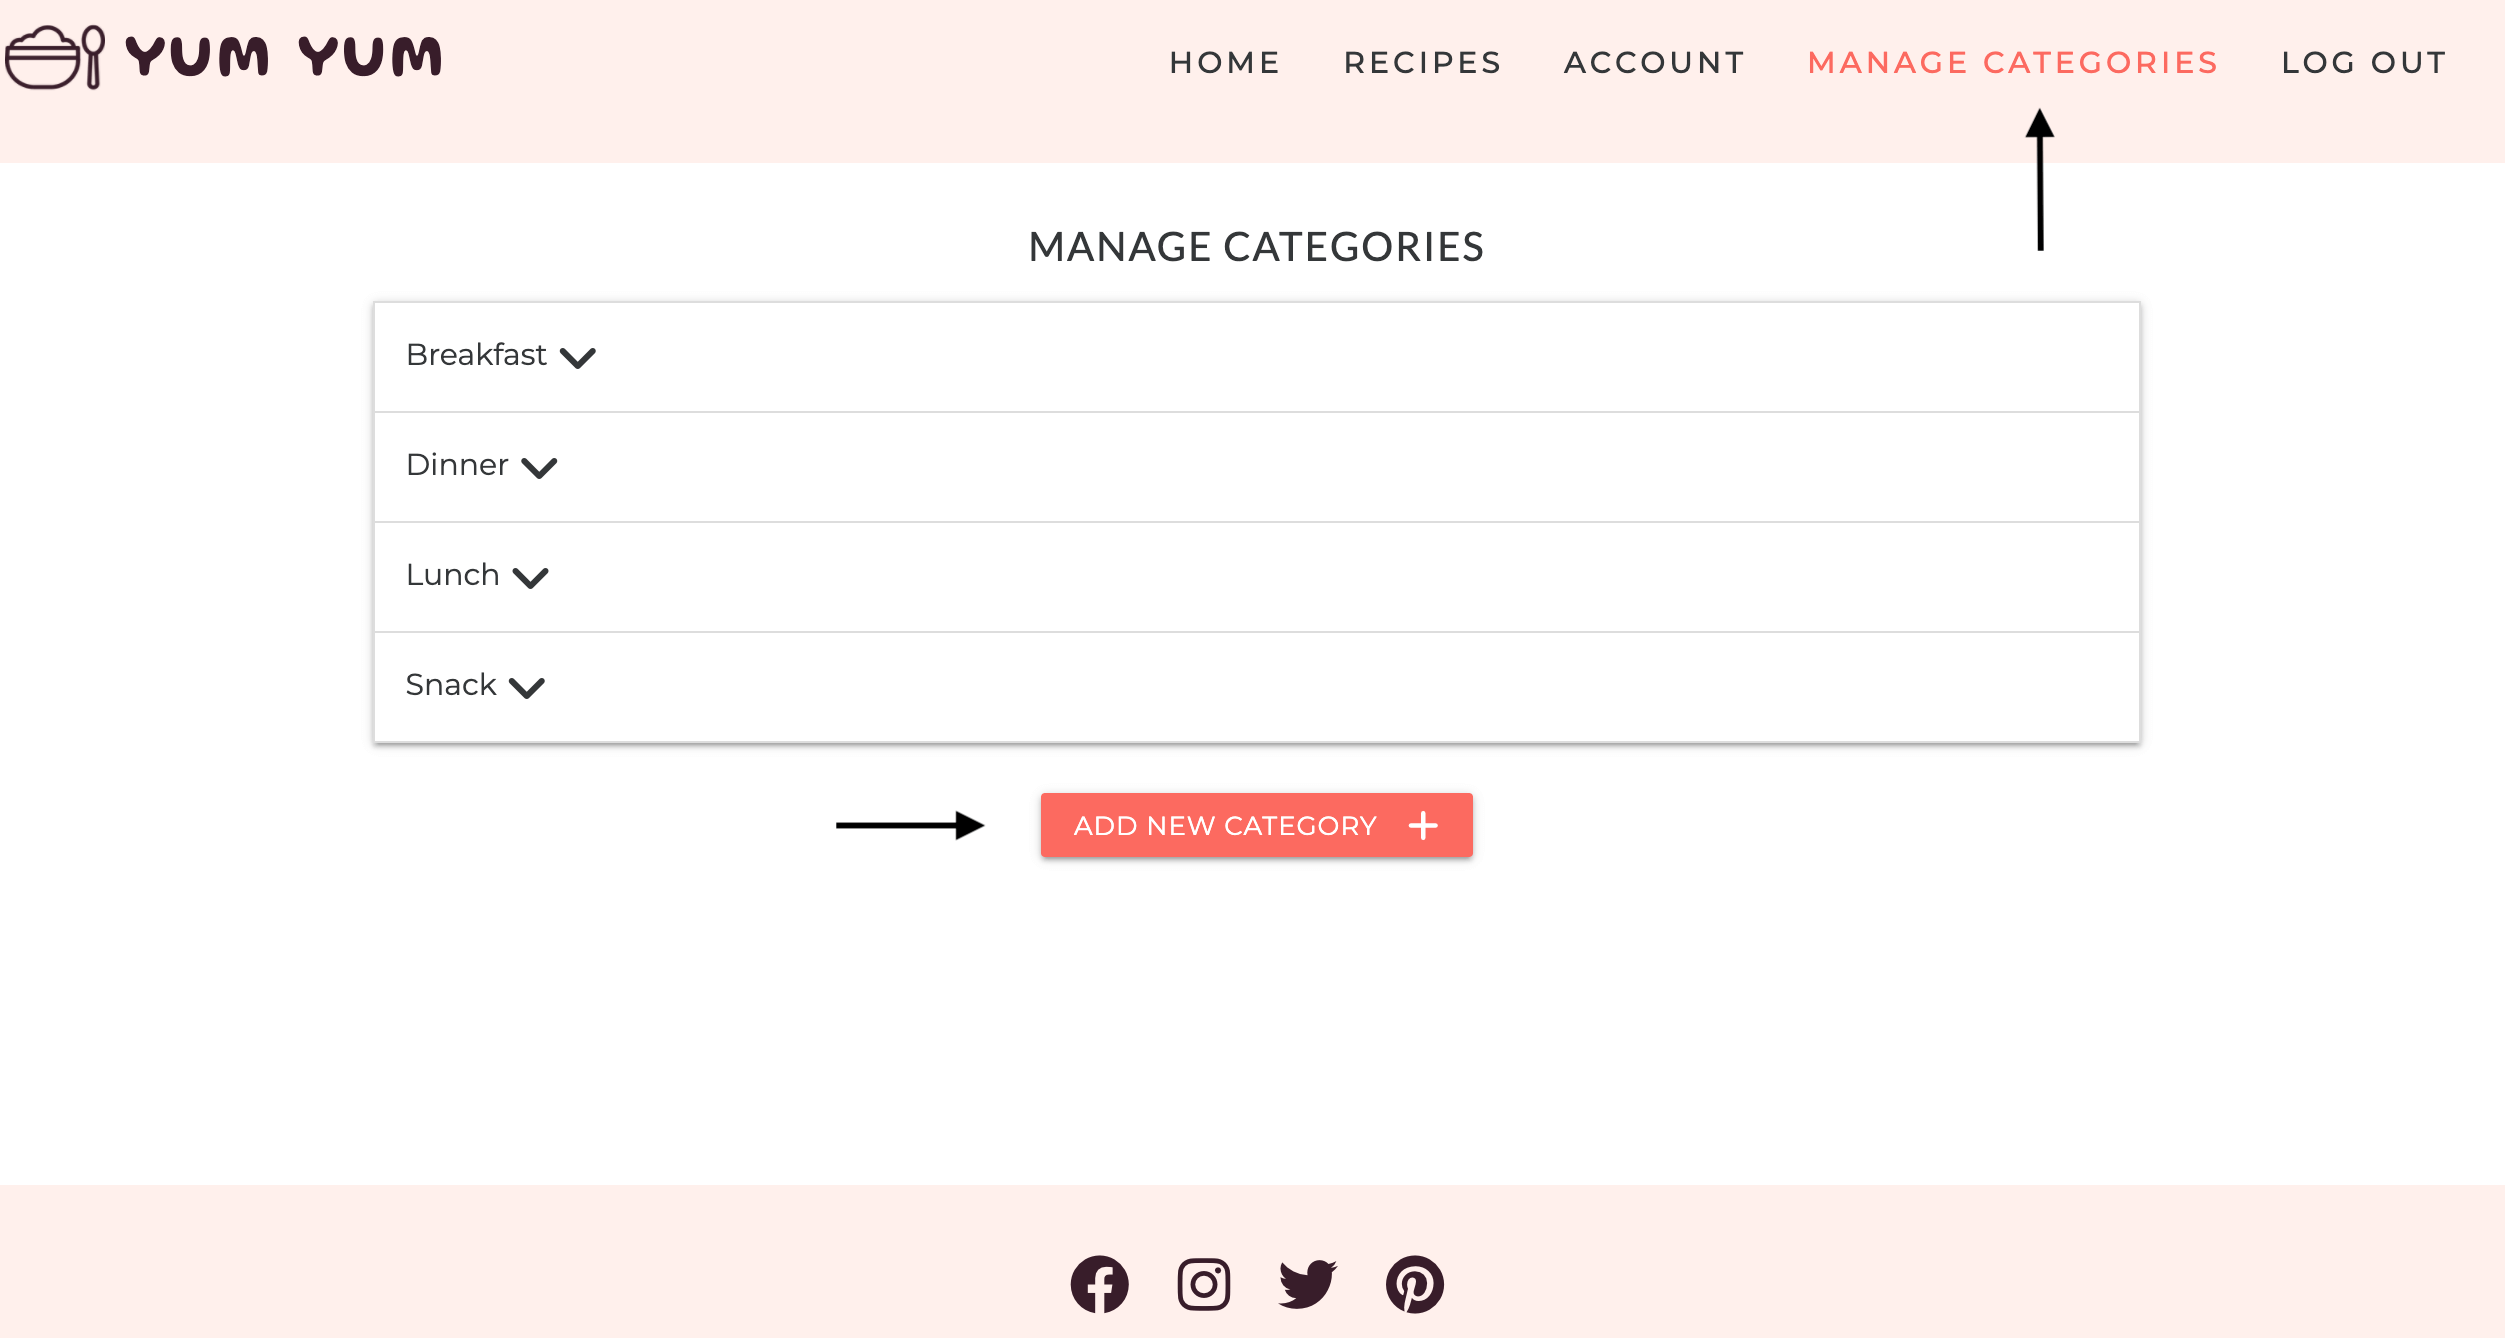 YUM YUM
HOME RECIPES ACCOUNT MANAGE CATEGORIES LOG OUT
MANAGE CATEGORIES
Breakfast
Dinner
Lunch
Snack
ADD NEW CATEGORY +